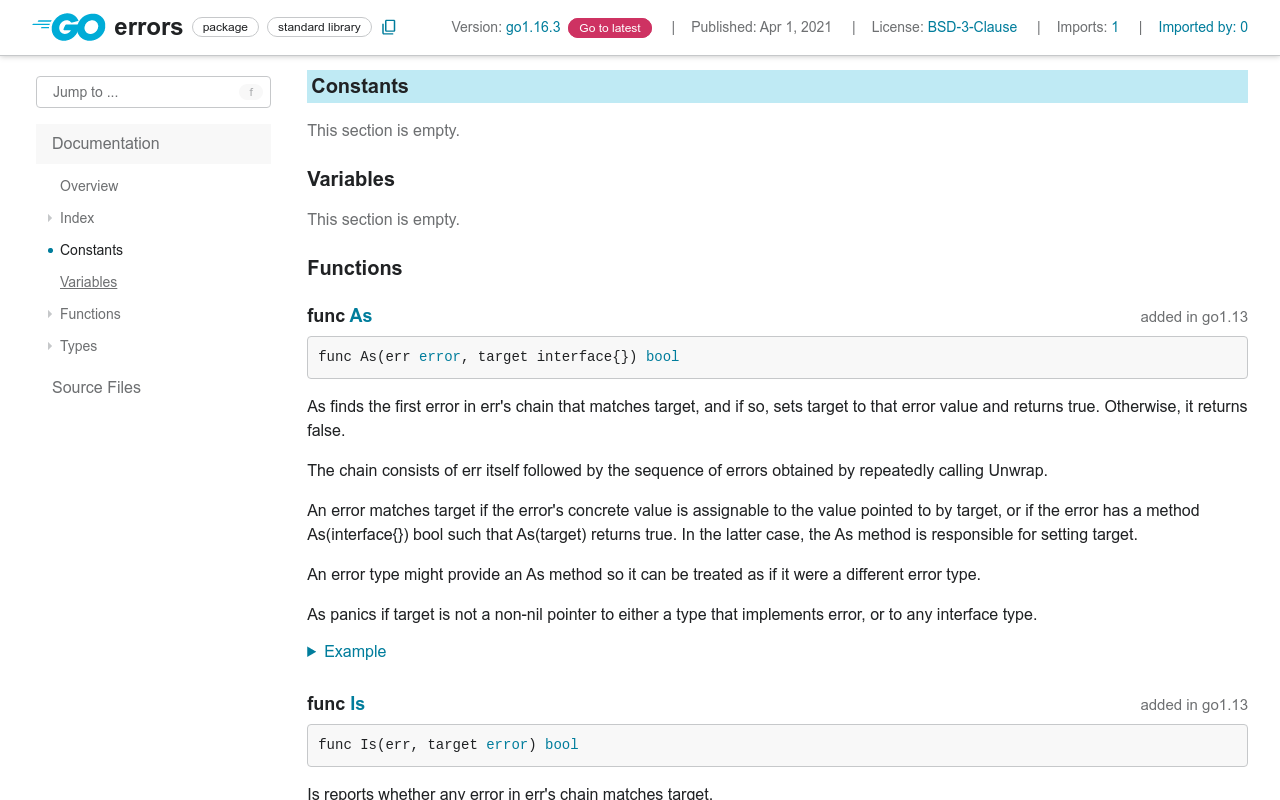 GO errors package standard library Version: go1.16.3 Go to latest | Published: Apr 1, 2021 | License: BSD-3-Clause | Imports: 1 | Imported by: 0
Jump to ... f
Documentation
Overview
Index
Constants
Variables
Functions
Types
Source Files
Constants
This section is empty.
Variables
This section is empty.
Functions
func As added in go1.13
func As(err error, target interface{}) bool
As finds the first error in err's chain that matches target, and if so, sets target to that error value and returns true. Otherwise, it returns
false.
The chain consists of err itself followed by the sequence of errors obtained by repeatedly calling Unwrap.
An error matches target if the error's concrete value is assignable to the value pointed to by target, or if the error has a method
As(interface{}) bool such that As(target) returns true. In the latter case, the As method is responsible for setting target.
An error type might provide an As method so it can be treated as if it were a different error type.
As panics if target is not a non-nil pointer to either a type that implements error, or to any interface type.
Example
func Is added in go1.13
func Is(err, target error) bool
Is reports whether any error in err's chain matches target.